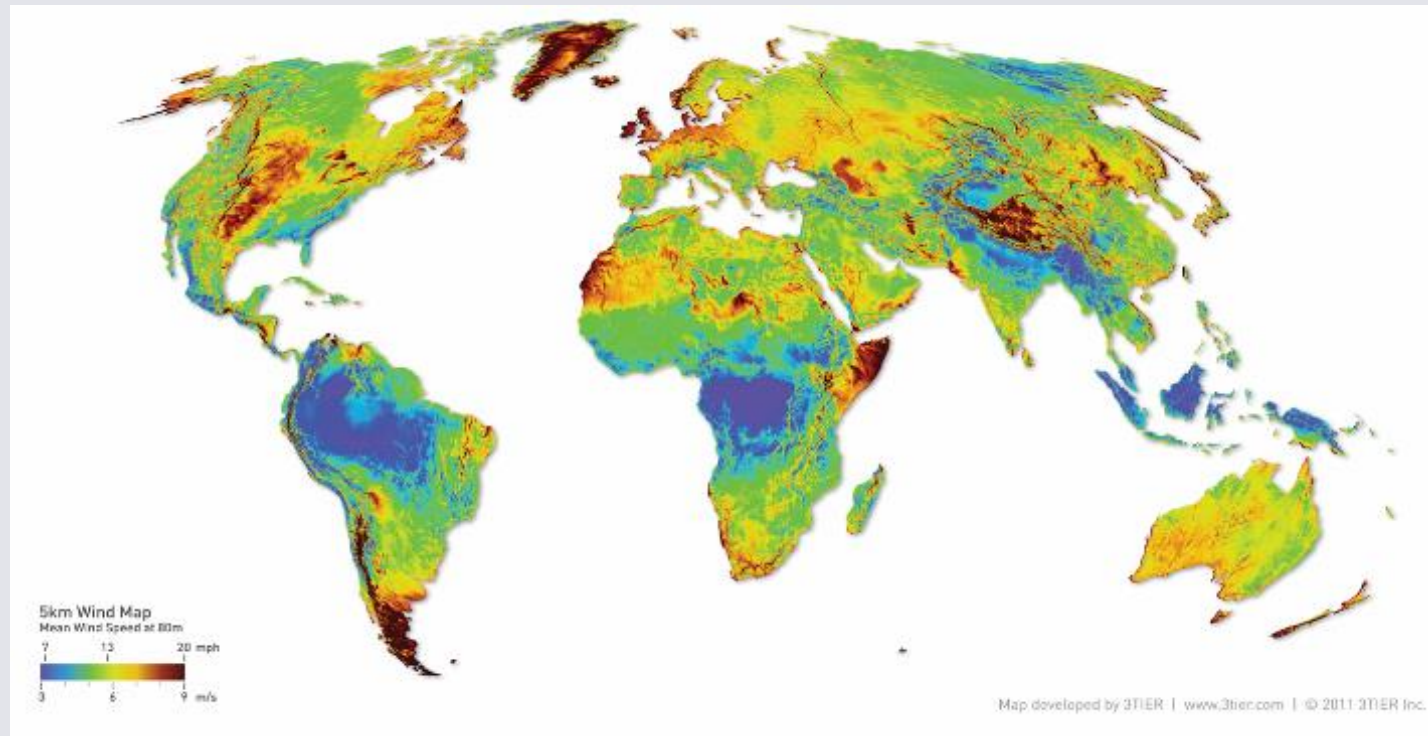 5km Wind Map
Mean Wind Speed at 80m
7 13 20 mph
3 6 9 m/s
Map developed by 3TIER | www.3tier.com | © 2011 3TIER Inc.